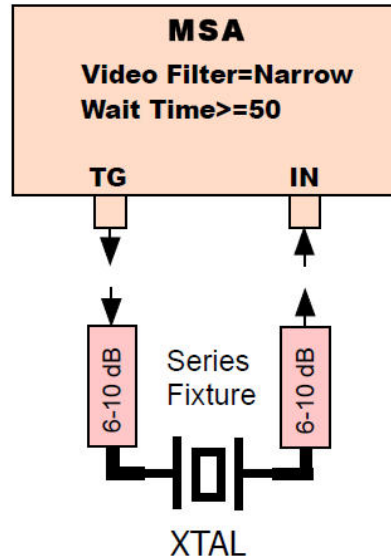 MSA
Video Filter=Narrow
Wait Time>=50
TG IN
6-10 dB
Series
Fixture
6-10 dB
XTAL